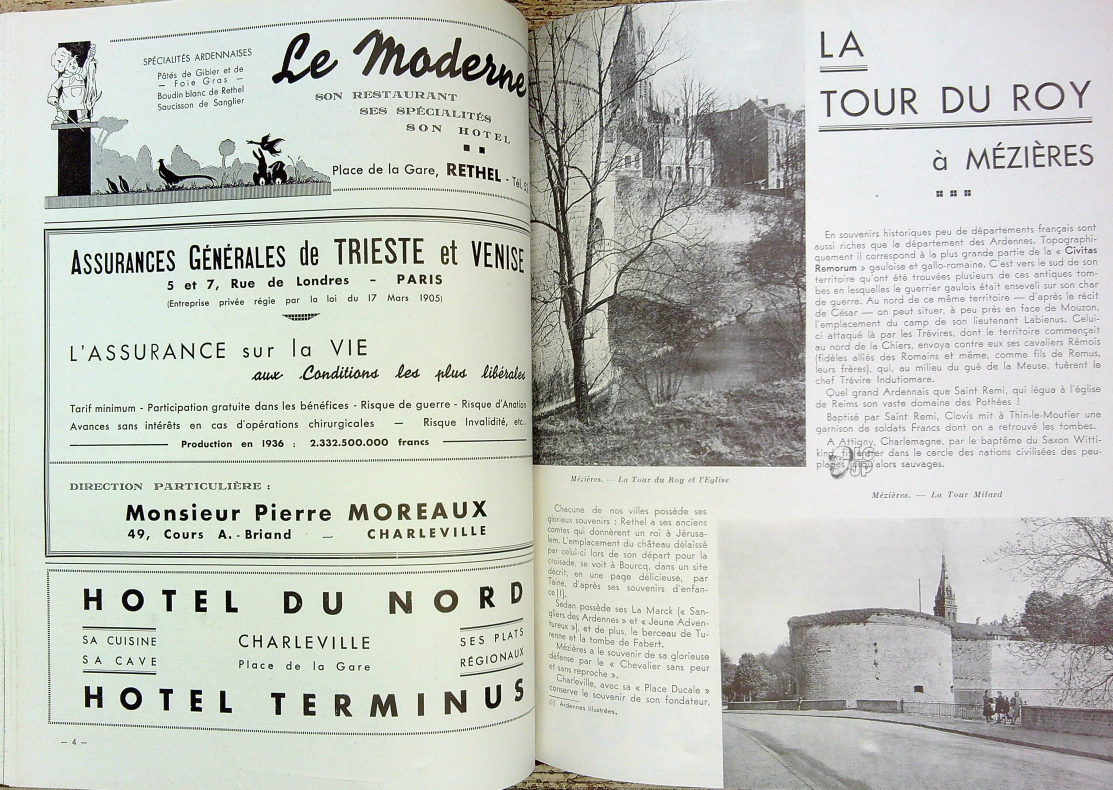 SPÉCIALITÉS ARDENNAISES
Pâtés de Gibier et de
— Foie Gras —
Boudin blanc de Rethel
Saucisson de Sanglier
Le Moderne
SON RESTAURANT
SES SPÉCIALITÉS
SON HOTEL
Place de la Gare, RETHEL - Tél.
ASSURANCES GÉNÉRALES de TRIESTE et VENISE
5 et 7, Rue de Londres - PARIS
(Entreprise privée régie par la loi du 17 Mars 1905)
L'ASSURANCE sur la VIE
aux Conditions les plus libérales
Tarif minimum - Participation gratuite dans les bénéfices - Risque de guerre - Risque d'Aviation
Avances sans intérêts en cas d'opérations chirurgicales — Risque Invalidité, etc..
Production en 1936 : 2.332.500.000 francs
DIRECTION PARTICULIÈRE :
Monsieur Pierre MOREAUX
49, Cours A.-Briand — CHARLEVILLE
HOTEL DU NORD
SA CUISINE
SA CAVE
CHARLEVILLE
Place de la Gare
SES PLATS
RÉGIONAUX
HOTEL TERMINUS
— 4 —
LA
TOUR DU ROY
à MÉZIÈRES
En souvenirs historiques peu de départements français sont
aussi riches que le département des Ardennes. Topographi-
quement il correspond à la plus grande partie de la « Civitas
Remorum » gauloise et gallo-romaine. C'est vers le sud de son
territoire qu'ont été trouvées plusieurs de ces antiques tom-
bes en lesquelles le guerrier gaulois était enseveli sur son char
de guerre. Au nord de ce même territoire — d'après le récit
de César — on peut situer, à peu près en face de Mouzon,
l'emplacement du camp de son lieutenant Labienus. Celui-
ci attaqué là par les Trévires, dont le territoire commençait
au nord de la Chiers, envoya contre eux ses cavaliers Rémois
(fidèles alliés des Romains et même, comme fils de Remus,
leurs frères), qui, au milieu du gué de la Meuse, tuèrent le
chef Trévire Indutiomare.
Quel grand Ardennais que Saint Remi, qui légua à l'église
de Reims son vaste domaine des Pothées !
Baptisé par Saint Remi, Clovis mit à Thin-le-Moutier une
garnison de soldats Francs dont on a retrouvé les tombes.
A Attigny, Charlemagne, par le baptême du Saxon Witti-
king, entrer dans le cercle des nations civilisées des peu-
alors sauvages.
Mézières. — La Tour du Roy et l'Eglise
Mézières. — La Tour Milard
Chacune de nos villes possède ses
glorieux souvenirs : Rethel a ses anciens
comtes qui donnèrent un roi à Jérusa-
lem. L'emplacement du château délaissé
par celui-ci lors de son départ pour la
croisade, se voit à Bourcq, dans un site
décrit, en une page délicieuse, par
Taine, d'après ses souvenirs d'enfan-
ce [1].
Sedan possède ses La Marck [« San-
gliers des Ardennes » et « Jeune Aven-
tureux »], et de plus, le berceau de Tu-
renne et la tombe de Fabert.
Mézières a le souvenir de sa glorieuse
défense par le « Chevalier sans peur
et sans reproche ».
Charleville, avec sa « Place Ducale »
conserve le souvenir de son fondateur,
(1) Ardennes illustrées.